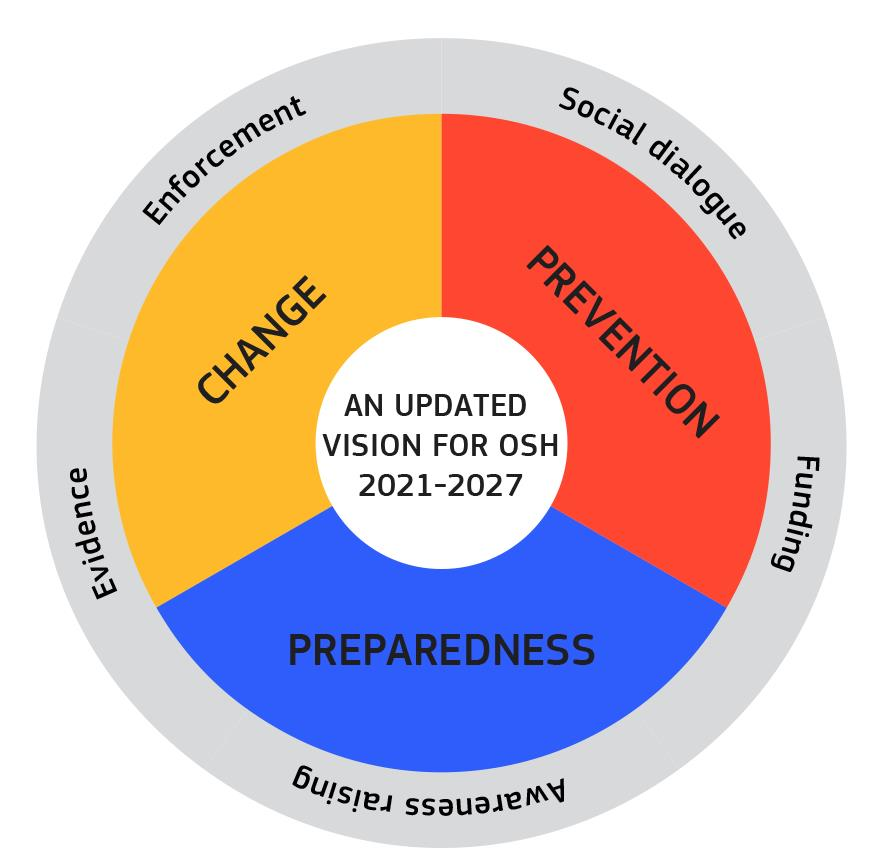 Enforcement
Social dialogue
CHANGE
PREVENTION
AN UPDATED
VISION FOR OSH
2021-2027
Evidence
Funding
PREPAREDNESS
Awareness raising